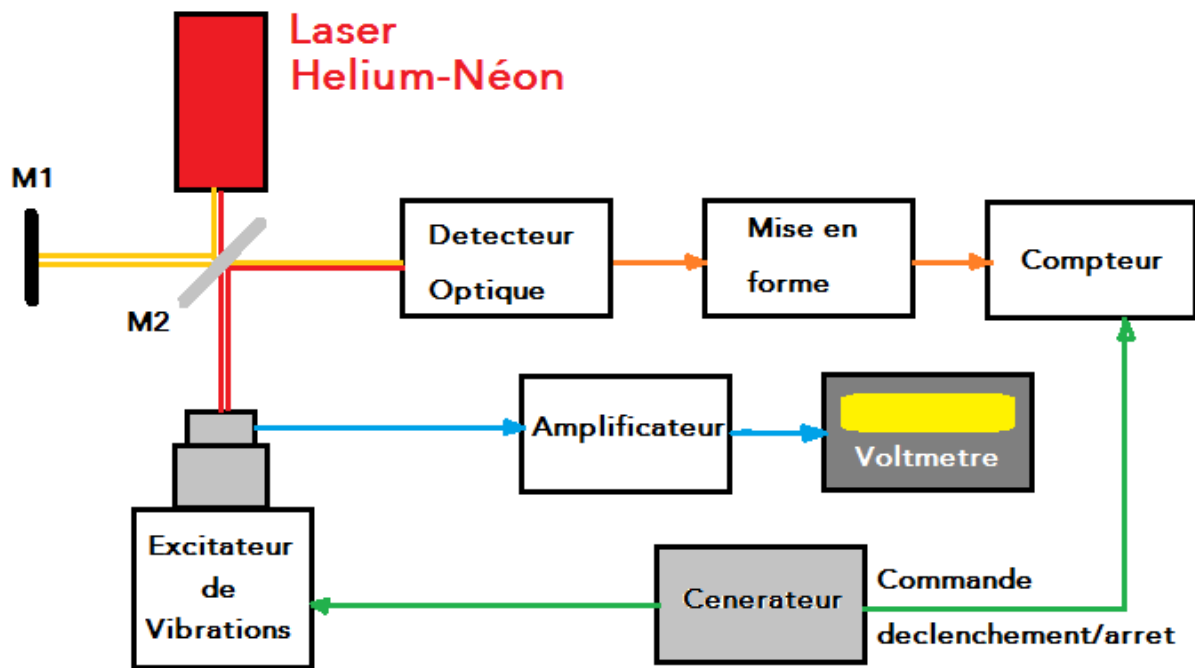 Laser
Helium-Néon
M1
M2
Detecteur
Optique
Mise en
forme
Compteur
Amplificateur
Voltmetre
Excitateur
de
Vibrations
Cenerateur
Commande
declenchement/arret